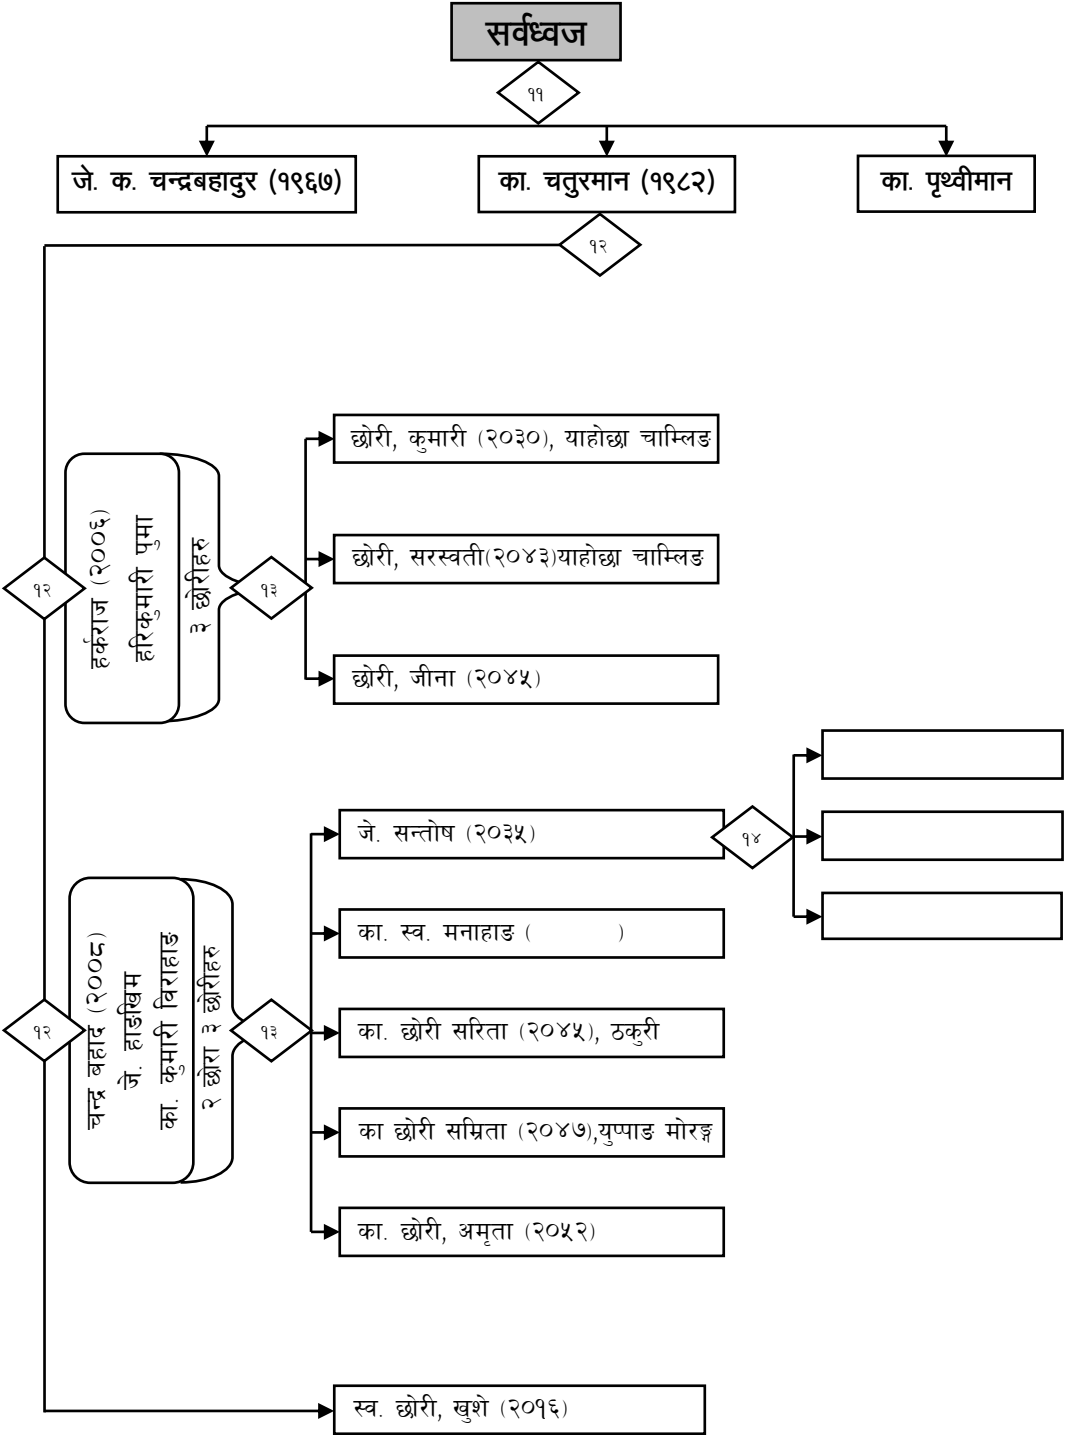 सर्वध्वज
११
जे. क. चन्द्रबहादुर (१९६७)
का. चतुरमान (१९८२)
का. पृथ्वीमान
१२
१२
हर्कराज (२००६)
हरिकुमारी पुमा
३ छोरीहरु
१३
छोरी, कुमारी (२०३०), याहोछा चाम्लिङ
छोरी, सरस्वती(२०४३)याहोछा चाम्लिङ
छोरी, जीना (२०४५)
१२
चन्द्र बहादु (२००८)
जे. हाङखिम
का. कुमारी विराहाङ
२ छोरा ३ छोरीहरु
१३
जे. सन्तोष (२०३५)
१४
का. स्व. मनाहाङ ( )
का. छोरी सरिता (२०४५), ठकुरी
का छोरी सम्रिता (२०४७),युप्पाङ मोरङ्ग
का. छोरी, अमृता (२०५२)
स्व. छोरी, खुशे (२०१६)